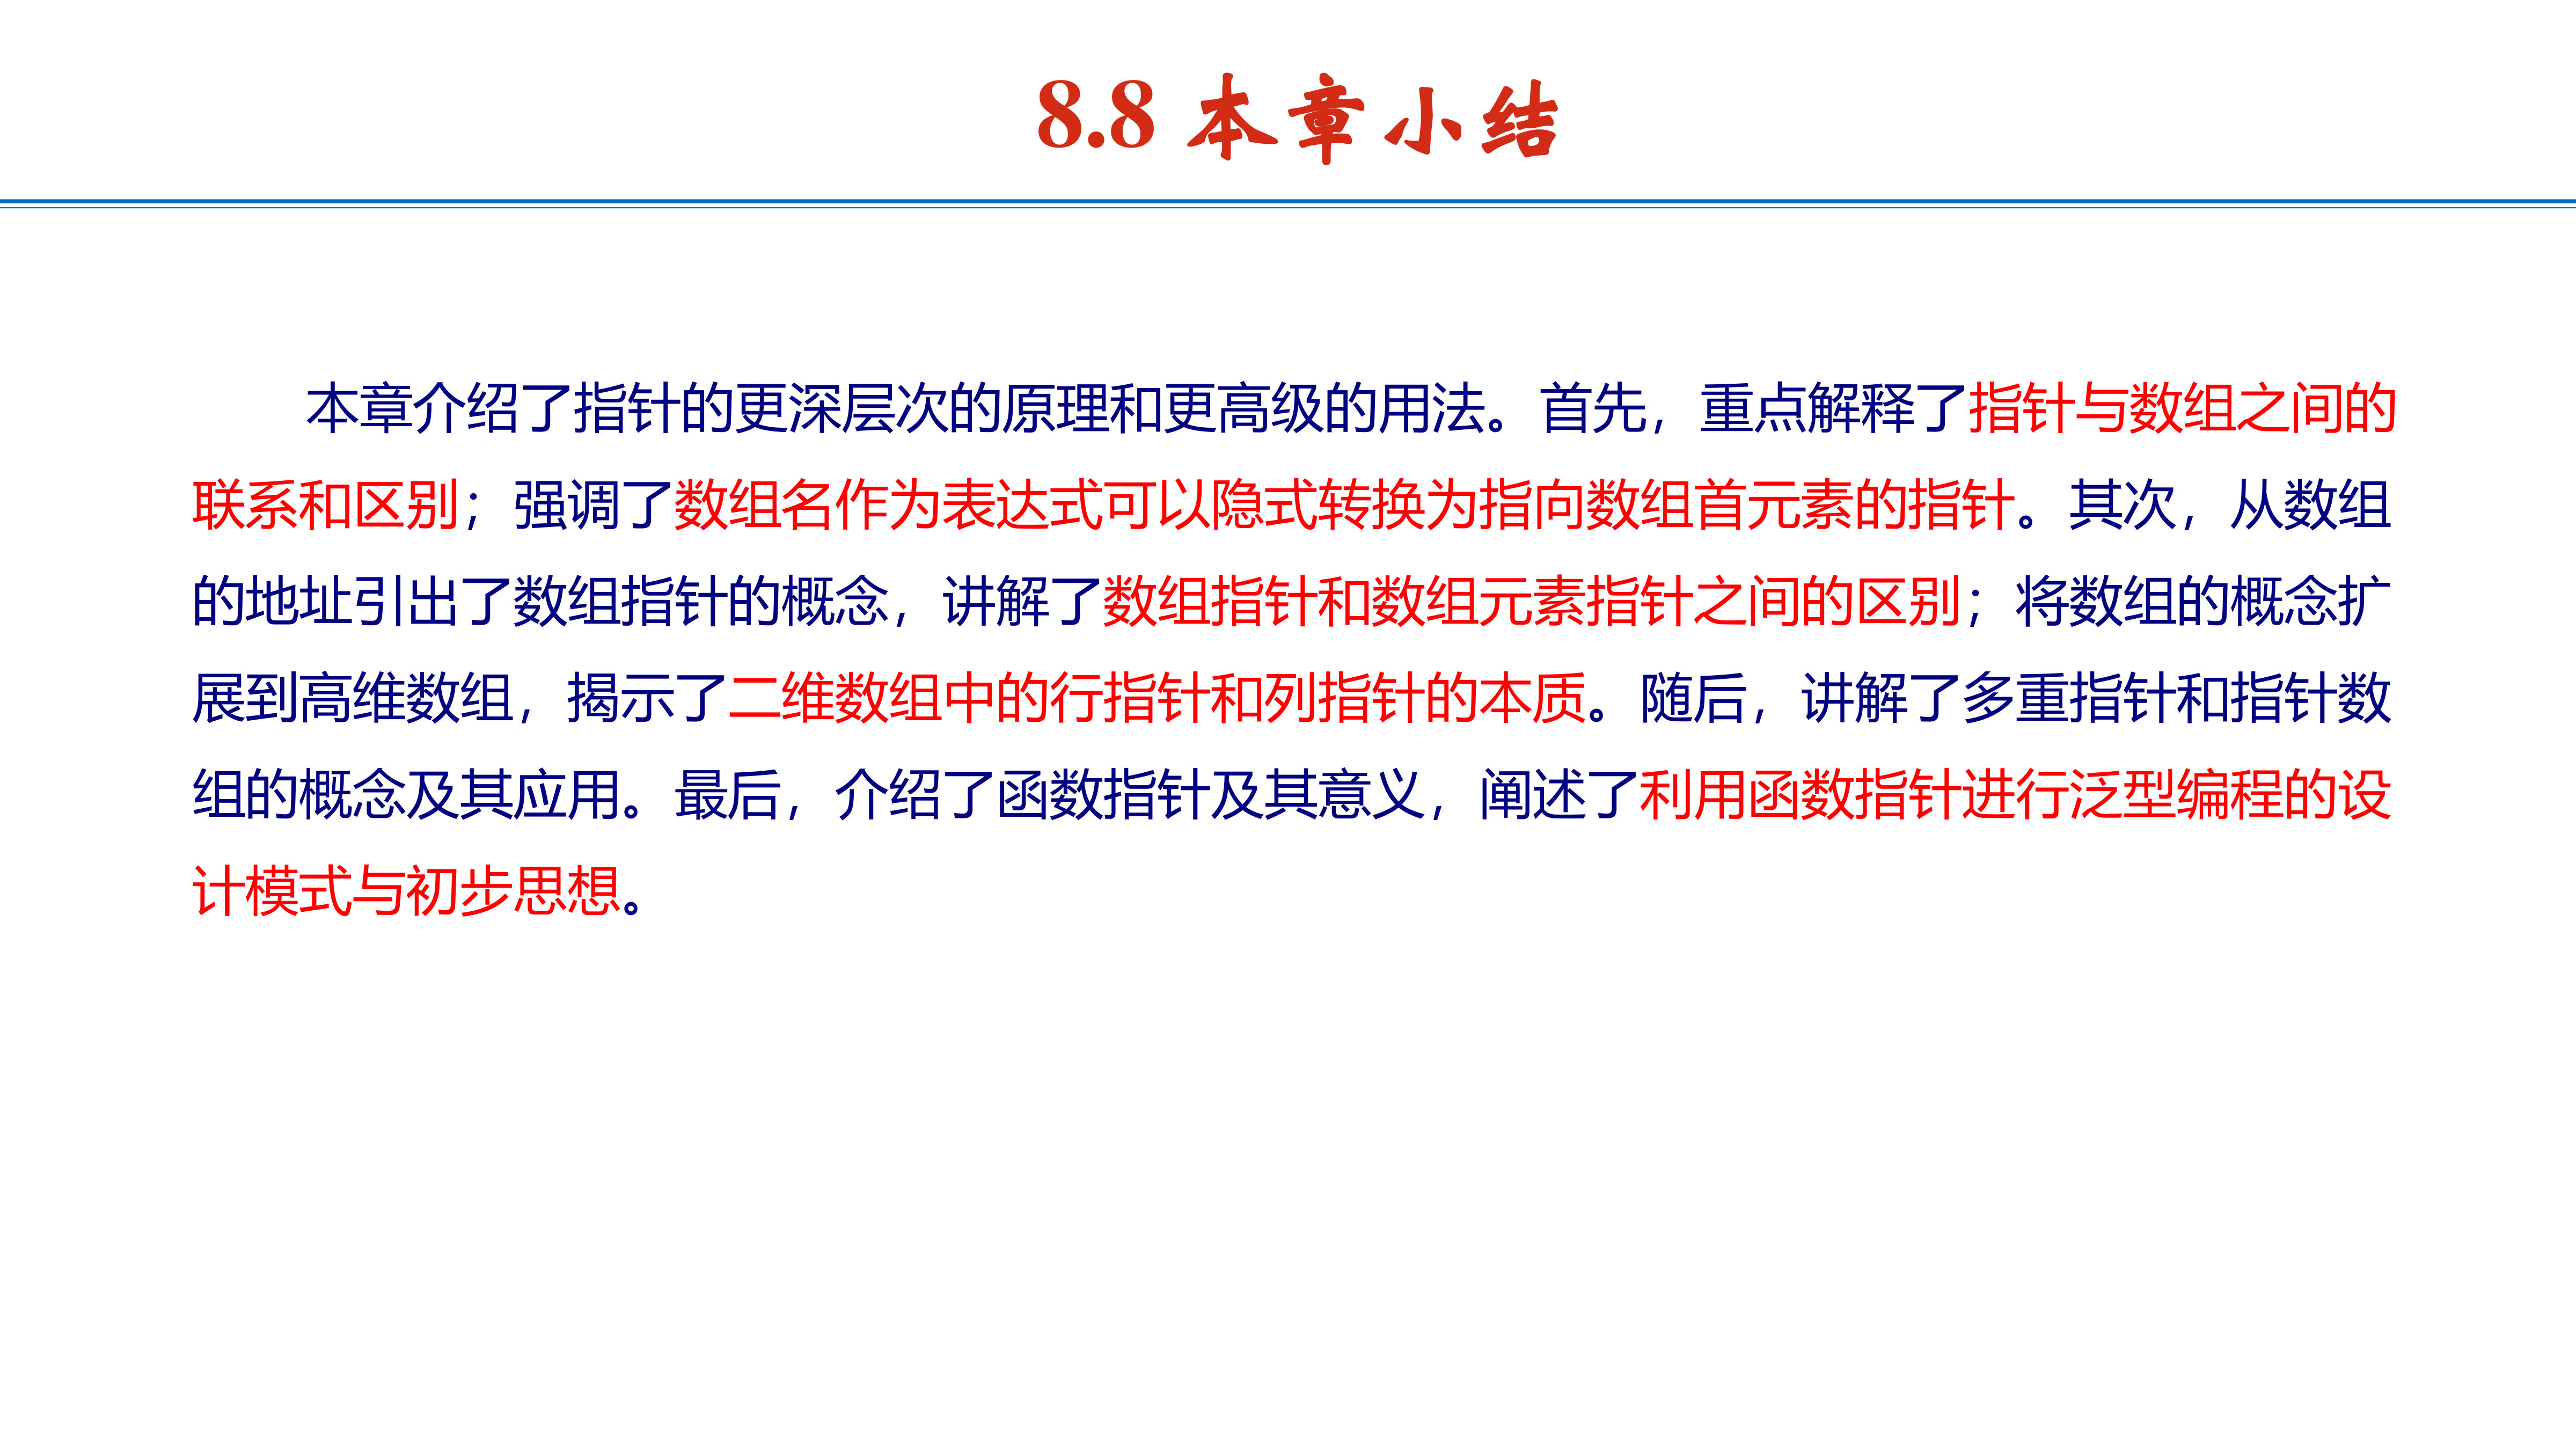 8.8 本章小结
本章介绍了指针的更深层次的原理和更高级的用法。首先，重点解释了指针与数组之间的
联系和区别；强调了数组名作为表达式可以隐式转换为指向数组首元素的指针。其次，从数组
的地址引出了数组指针的概念，讲解了数组指针和数组元素指针之间的区别；将数组的概念扩
展到高维数组，揭示了二维数组中的行指针和列指针的本质。随后，讲解了多重指针和指针数
组的概念及其应用。最后，介绍了函数指针及其意义，阐述了利用函数指针进行泛型编程的设
计模式与初步思想。